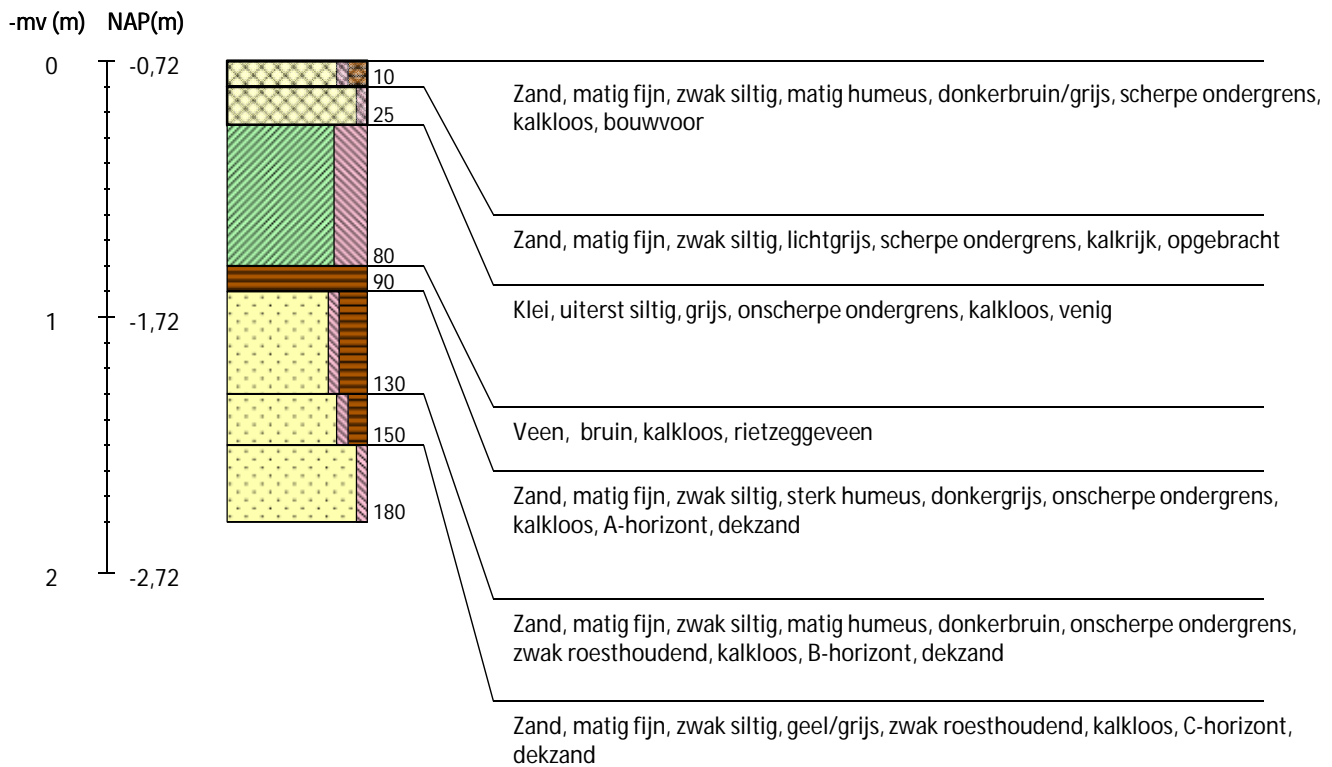 -mv (m) NAP(m)
0 -0,72
10
Zand, matig fijn, zwak siltig, matig humeus, donkerbruin/grijs, scherpe ondergrens,
kalkloos, bouwvoor
25
Zand, matig fijn, zwak siltig, lichtgrijs, scherpe ondergrens, kalkrijk, opgebracht
80
90
Klei, uiterst siltig, grijs, onscherpe ondergrens, kalkloos, venig
1 -1,72
130
Veen, bruin, kalkloos, rietzeggeveen
150
Zand, matig fijn, zwak siltig, sterk humeus, donkergrijs, onscherpe ondergrens,
kalkloos, A-horizont, dekzand
180
2 -2,72
Zand, matig fijn, zwak siltig, matig humeus, donkerbruin, onscherpe ondergrens,
zwak roesthoudend, kalkloos, B-horizont, dekzand
Zand, matig fijn, zwak siltig, geel/grijs, zwak roesthoudend, kalkloos, C-horizont,
dekzand